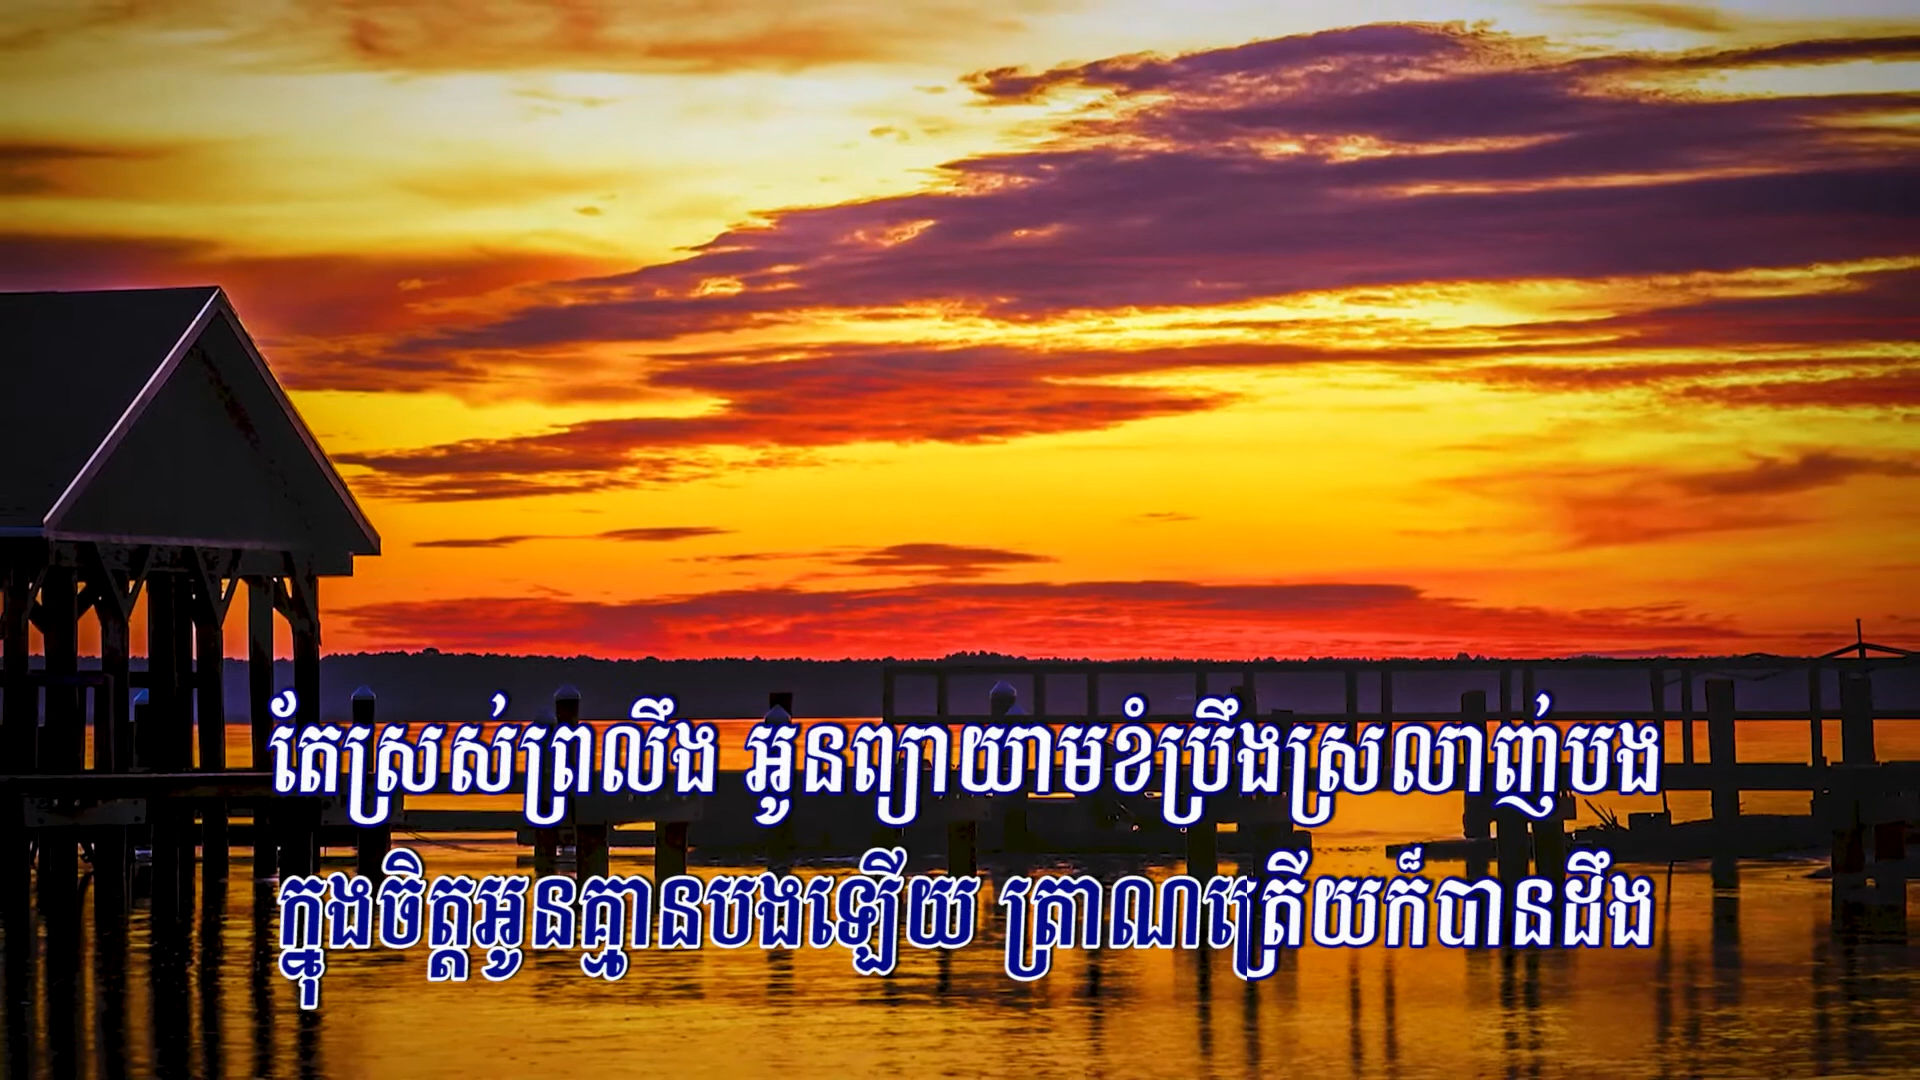 តែស្រស់ព្រលឹង អូនព្យាយាមខំប្រឹងស្រលាញ់បង
ក្នុងចិត្តអូនគ្មានបងឡើយ ត្រាណត្រើយក៏បានដឹង